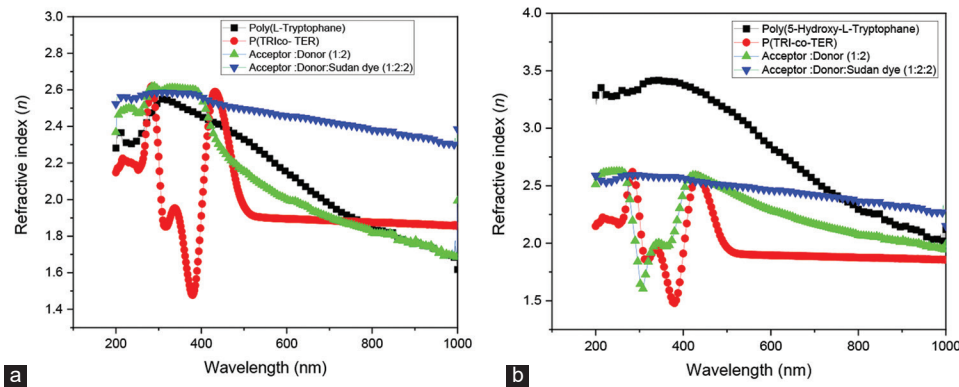 3.0
2.8
2.6
2.4
2.2
2.0
1.8
1.6
1.4
Refractive index (n)
Poly(L-Tryptophane)
P(TRIco- TER)
Acceptor :Donor (1:2)
Acceptor :Donor:Sudan dye (1:2:2)
0 200 400 600 800 1000
Wavelength (nm)
a
4.0
3.5
3.0
2.5
2.0
1.5
Refractive index (n)
Poly(5-Hydroxy-L-Tryptophane)
P(TRI-co-TER)
Acceptor :Donor (1:2)
Acceptor :Donor:Sudan dye (1:2:2)
200 400 600 800 1000
Wavelength (nm)
b